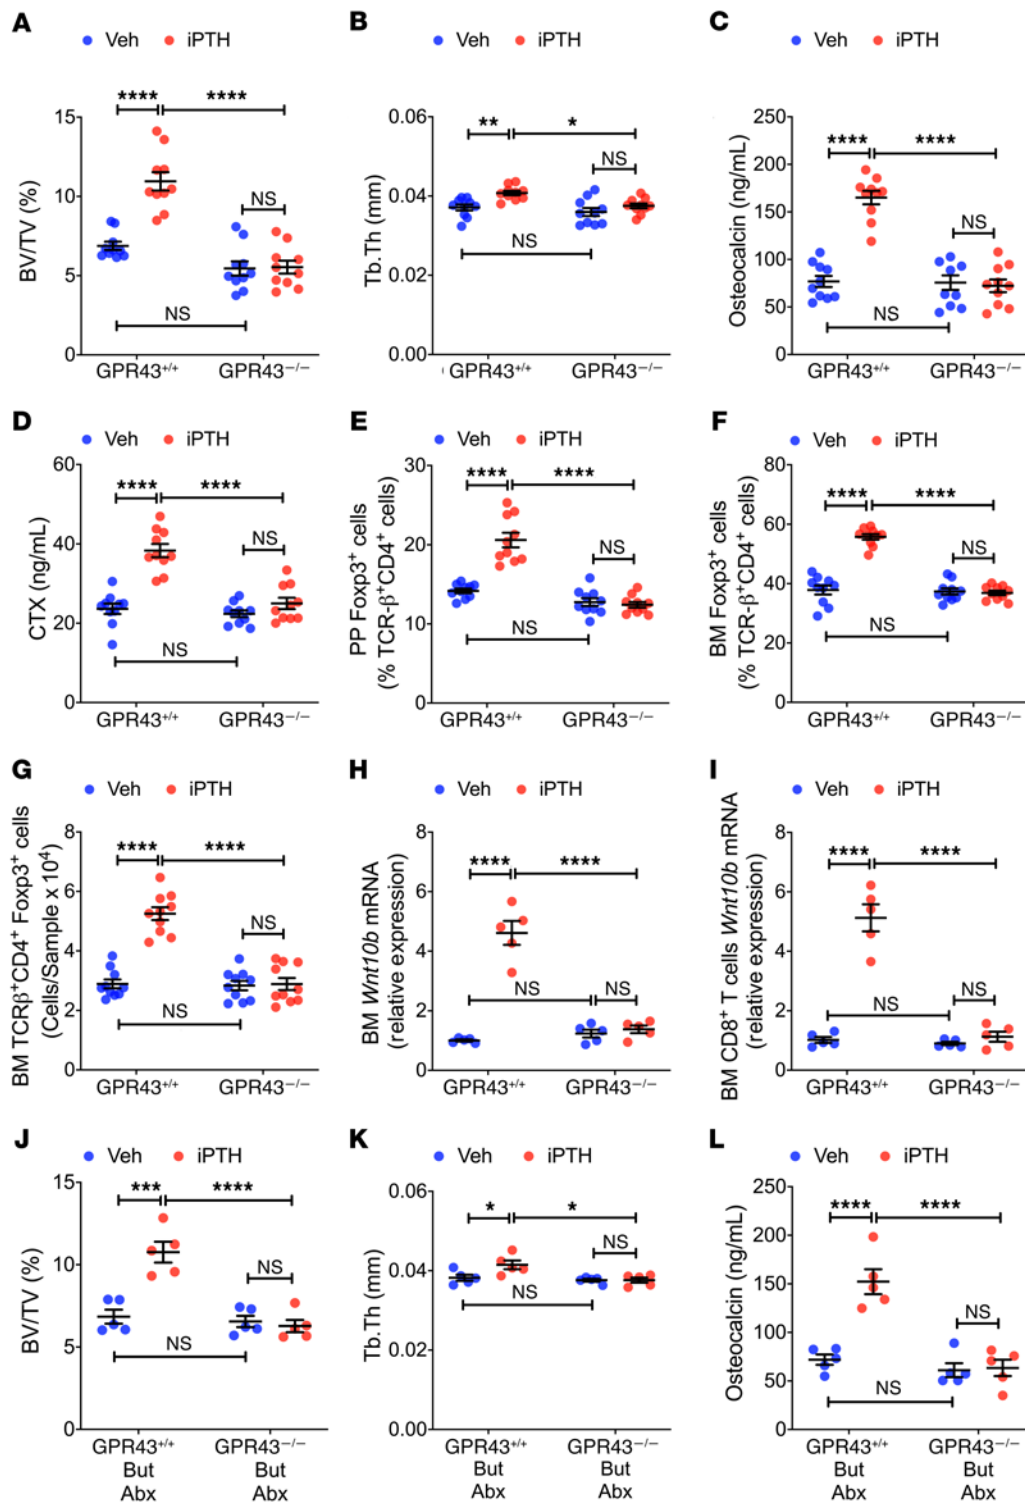 A
Veh iPTH
BV/TV (%)
15
10
5
0
**** ****
NS
NS
GPR43+/+ GPR43−/−
B
Veh iPTH
Tb.Th (mm)
0.06
0.04
0.02
0.00
** *
NS
NS
GPR43+/+ GPR43−/−
C
Veh iPTH
Osteocalcin (ng/mL)
250
200
150
100
50
0
**** ****
NS
NS
GPR43+/+ GPR43−/−
D
Veh iPTH
CTX (ng/mL)
60
40
20
0
**** ****
NS
NS
GPR43+/+ GPR43−/−
E
Veh iPTH
PP Foxp3+ cells
(% TCR-β+CD4+ cells)
30
20
10
0
**** ****
NS
NS
GPR43+/+ GPR43−/−
F
Veh iPTH
BM Foxp3+ cells
(% TCR-β+CD4+ cells)
80
60
40
20
0
**** ****
NS
NS
GPR43+/+ GPR43−/−
G
Veh iPTH
BM TCRβ+CD4+ Foxp3+ cells
(Cells/Sample x 104)
8
6
4
2
0
**** ****
NS
NS
GPR43+/+ GPR43−/−
H
Veh iPTH
BM Wnt10b mRNA
(relative expression)
8
6
4
2
0
**** ****
NS NS
GPR43+/+ GPR43−/−
I
Veh iPTH
BM CD8+ T cells Wnt10b mRNA
(relative expression)
8
6
4
2
0
**** ****
NS NS
GPR43+/+ GPR43−/−
J
Veh iPTH
BV/TV (%)
15
10
5
0
*** ****
NS
NS
GPR43+/+ GPR43−/−
But But
Abx Abx
K
Veh iPTH
Tb.Th (mm)
0.06
0.04
0.02
0.00
* *
NS
NS
GPR43+/+ GPR43−/−
But But
Abx Abx
L
Veh iPTH
Osteocalcin (ng/mL)
250
200
150
100
50
0
**** ****
NS
NS
GPR43+/+ GPR43−/−
But But
Abx Abx